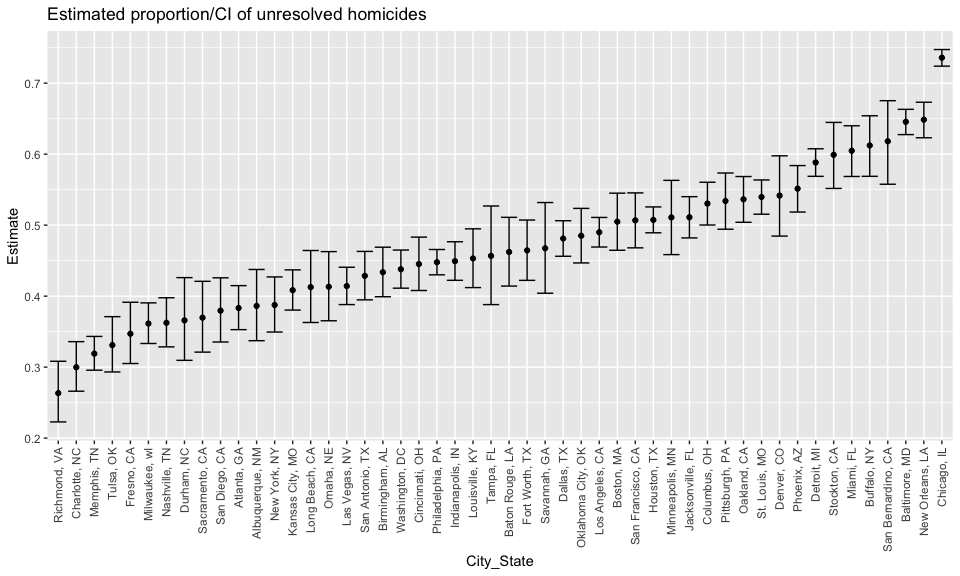 Estimated proportion/CI of unresolved homicides
Estimate
0.7
0.6
0.5
0.4
0.3
0.2
Richmond, VA
Charlotte, NC
Memphis, TN
Tulsa, OK
Fresno, CA
Milwaukee, wI
Nashville, TN
Durham, NC
Sacramento, CA
San Diego, CA
Atlanta, GA
Albuquerque, NM
New York, NY
Kansas City, MO
Long Beach, CA
Omaha, NE
Las Vegas, NV
San Antonio, TX
Birmingham, AL
Washington, DC
Cincinnati, OH
Philadelphia, PA
Indianapolis, IN
Louisville, KY
Tampa, FL
Baton Rouge, LA
Fort Worth, TX
Savannah, GA
Dallas, TX
Oklahoma City, OK
Los Angeles, CA
Boston, MA
San Francisco, CA
Houston, TX
Minneapolis, MN
Jacksonville, FL
Columbus, OH
Pittsburgh, PA
Oakland, CA
St. Louis, MO
Denver, CO
Phoenix, AZ
Detroit, MI
Stockton, CA
Miami, FL
Buffalo, NY
San Bernardino, CA
Baltimore, MD
New Orleans, LA
Chicago, IL
City_State